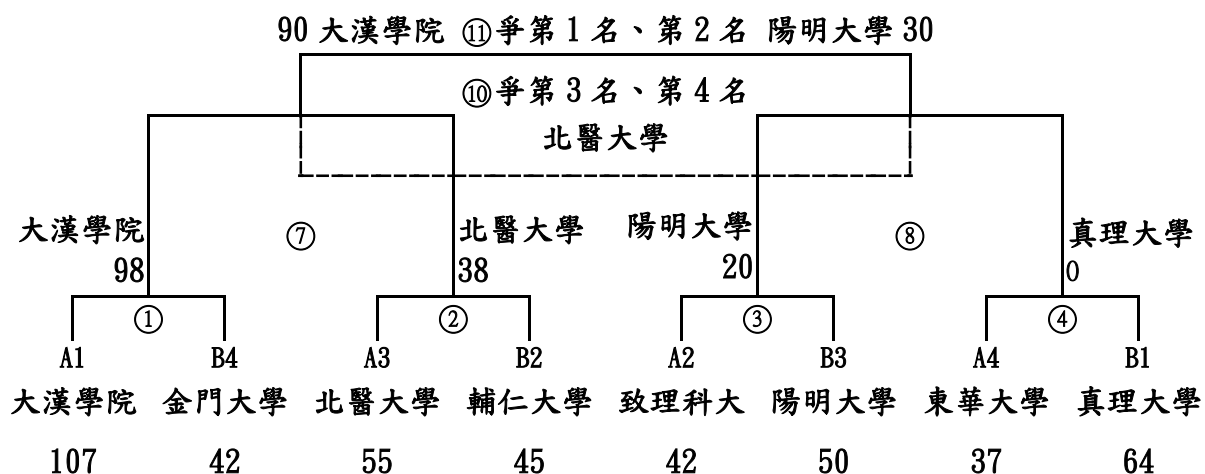 90 大漢學院 ⑪爭第 1 名、第 2 名 陽明大學 30
⑩爭第 3 名、第 4 名
北醫大學
大漢學院 ⑦ 北醫大學 陽明大學 ⑧ 真理大學
98 38 20 0
① ② ③ ④
A1 B4 A3 B2 A2 B3 A4 B1
大漢學院 金門大學 北醫大學 輔仁大學 致理科大 陽明大學 東華大學 真理大學
107 42 55 45 42 50 37 64